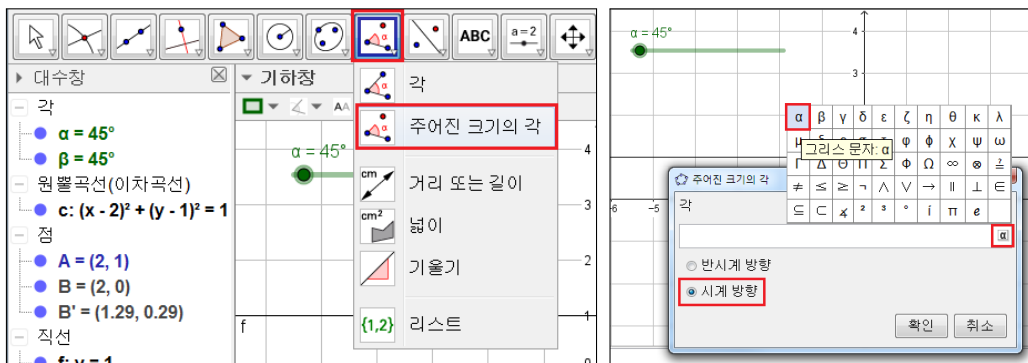 ABC
a=2
대수창
기하창
각
α = 45°
β = 45°
원뿔곡선(이차곡선)
c: (x - 2)² + (y - 1)² = 1
점
A = (2, 1)
B = (2, 0)
B' = (1.29, 0.29)
직선
f: y = 1
AA
α = 45°
4
3
2
1
f
각
주어진 크기의 각
cm
거리 또는 길이
cm²
넓이
기울기
{1,2}
리스트
α = 45°
4
3
-5
α β γ δ ε ζ η θ κ λ
φ ϕ χ ψ ω
그리스 문자: α
Γ Δ Θ Π Σ Φ Ω ∞ ⊗ ≟
≠ ≤ ≥ ¬ ∧ ∨ → ∥ ⊥ ∈
⊆ ⊂ ∡ ² ³ ° í π e
주어진 크기의 각
각
α
반시계 방향
시계 방향
확인
취소